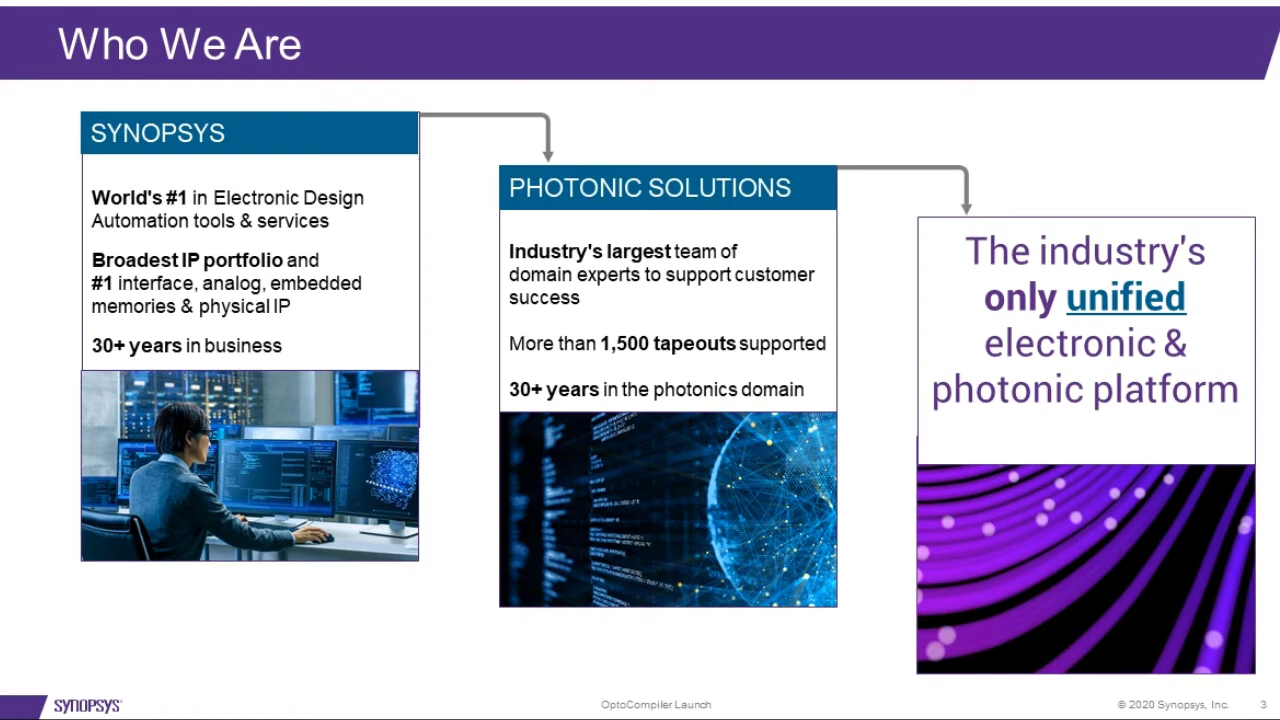 Who We Are
SYNOPSYS
World's #1 in Electronic Design
Automation tools & services
Broadest IP portfolio and
#1 interface, analog, embedded
memories & physical IP
30+ years in business
PHOTONIC SOLUTIONS
Industry's largest team of
domain experts to support customer
success
More than 1,500 tapeouts supported
30+ years in the photonics domain
The industry's
only unified
electronic &
photonic platform
SYNOPSYS®
OptoCompiler Launch
© 2020 Synopsys, Inc.
3